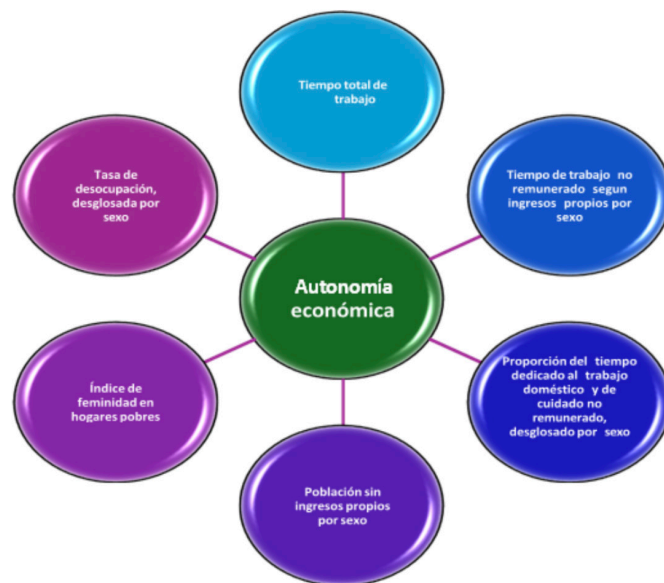 Tiempo total de
trabajo
Tiempo de trabajo no
remunerado segun
ingresos propios por
sexo
Proporción del tiempo
dedicado al trabajo
doméstico y de
cuidado no
remunerado,
desglosado por sexo
Población sin
ingresos propios
por sexo
Índice de
feminidad en
hogares pobres
Tasa de
desocupación,
desglosada por
sexo
Autonomía
económica